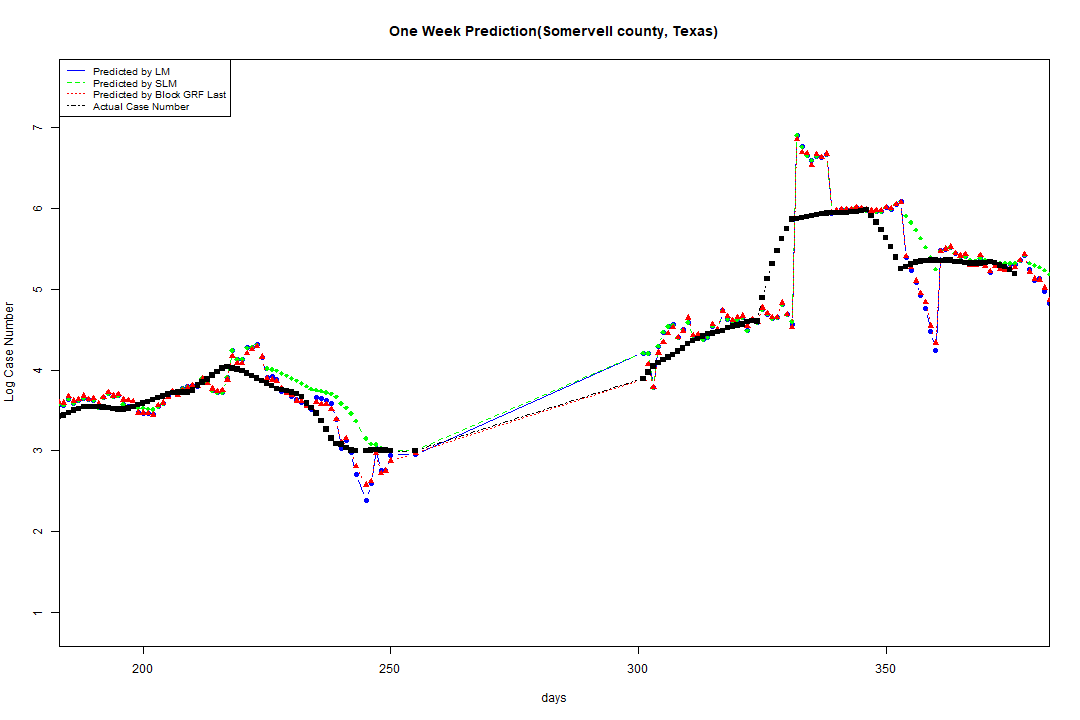 One Week Prediction(Somervell county, Texas)
Predicted by LM
Predicted by SLM
Predicted by Block GRF Last
Actual Case Number
Log Case Number
7
6
5
4
3
2
1
200
250
300
350
days